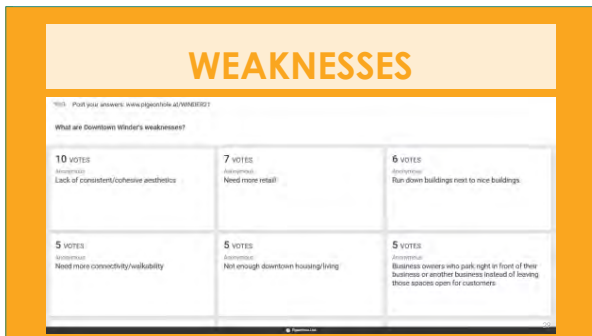 WEAKNESSES
Post your answers: www.pigeonhole.at/WINDER21
What are Downtown Winder's weaknesses?
10 VOTES
Anonymous
Lack of consistent/cohesive aesthetics
7 VOTES
Anonymous
Need more retail!
6 VOTES
Anonymous
Run down buildings next to nice buildings
5 VOTES
Anonymous
Need more connectivity/walkability
5 VOTES
Anonymous
Not enough downtown housing/living
5 VOTES
Anonymous
Business owners who park right in front of their
business or another business instead of leaving
those spaces open for customers
Pigeonhole Live